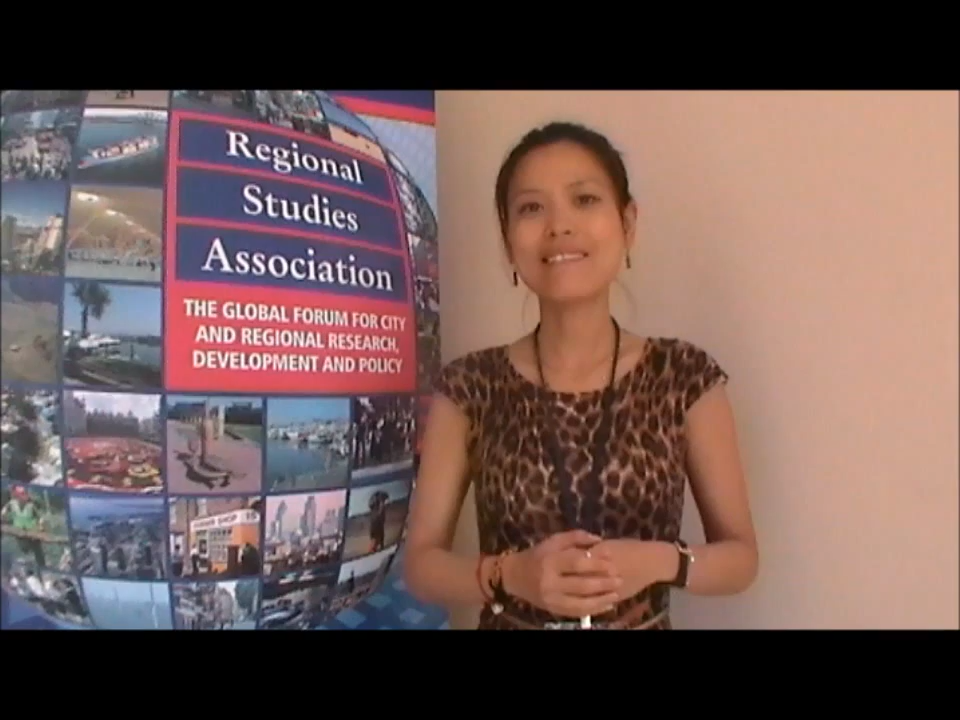 Regional
Studies
Association
THE GLOBAL FORUM FOR CITY
AND REGIONAL RESEARCH,
DEVELOPMENT AND POLICY